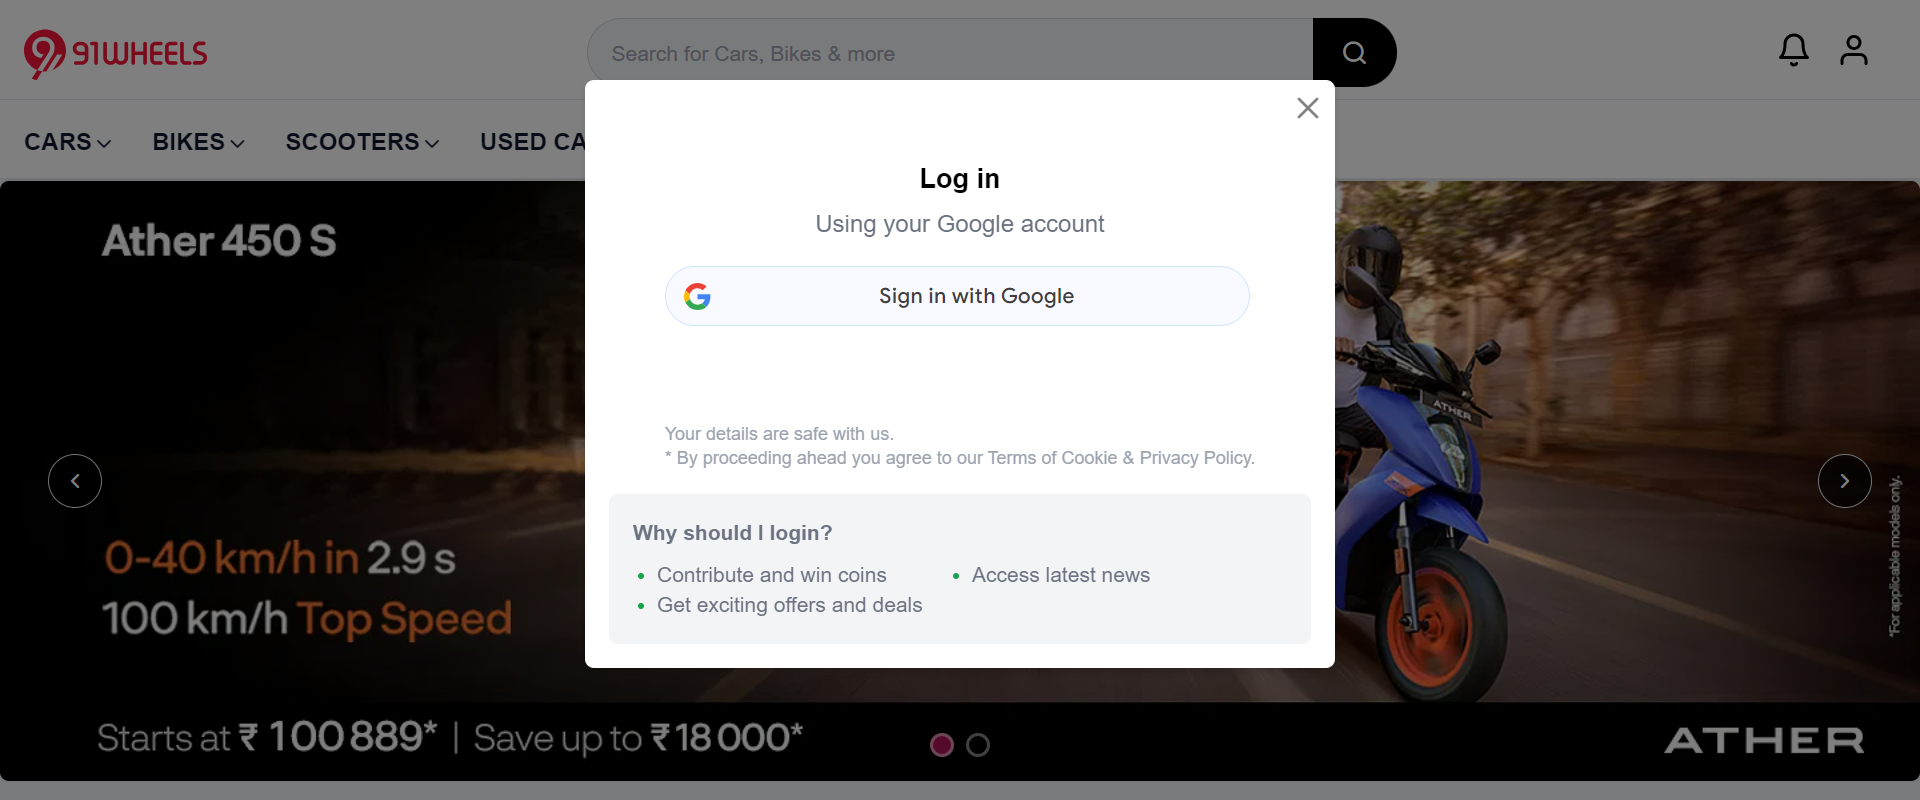 91WHEELS
Search for Cars, Bikes & more
CARS
BIKES
SCOOTERS
USED CA
Log in
Using your Google account
Sign in with Google
Your details are safe with us.
* By proceeding ahead you agree to our Terms of Cookie & Privacy Policy.
Why should I login?
Contribute and win coins
Access latest news
Get exciting offers and deals
Ather 450 S
0-40 km/h in 2.9 s
100 km/h Top Speed
ATHER
*For applicable models only.
Starts at ₹ 100 889* | Save up to ₹18 000*
ATHER